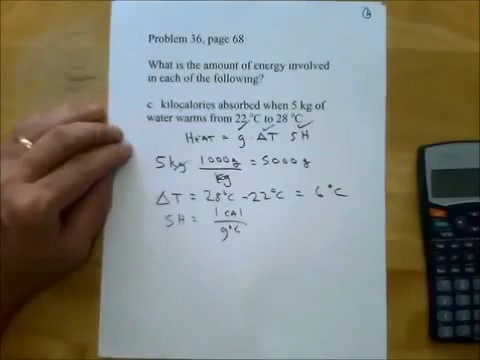 Problem 36, page 68
What is the amount of energy involved
in each of the following?
c. kilocalories absorbed when 5 kg of
water warms from 22 °C to 28 °C
HEAT = g · ΔT SH
5 kg 1000g / kg = 5000g
ΔT = 28°C - 22°C = 6°C
SH = 1 CAL / g°C